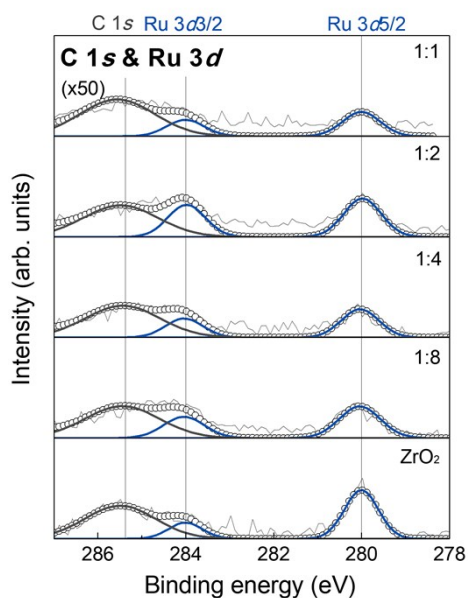 C 1s Ru 3d3/2 Ru 3d5/2
C 1s & Ru 3d
(x50)
1:1
1:2
1:4
1:8
ZrO₂
Intensity (arb. units)
286 284 282 280 278
Binding energy (eV)